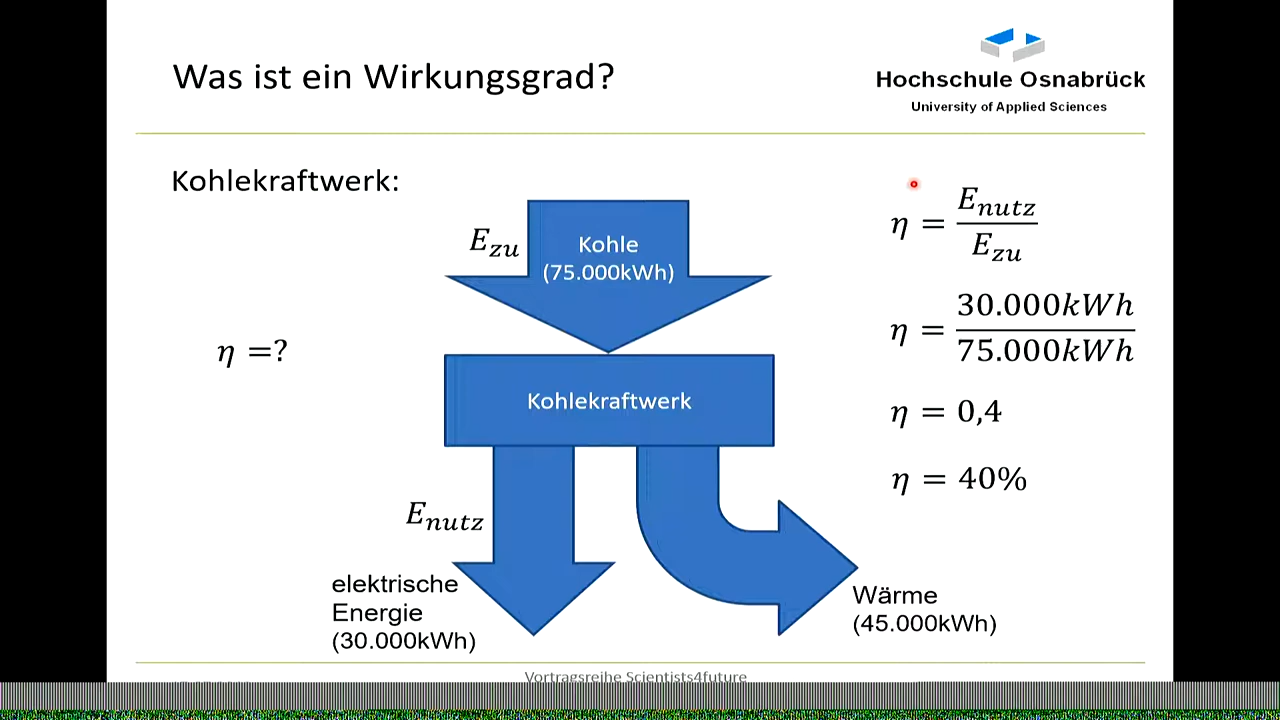 Was ist ein Wirkungsgrad?
Hochschule Osnabrück
University of Applied Sciences
Kohlekraftwerk:
E_zu
Kohle
(75.000kWh)
η =?
Kohlekraftwerk
E_nutz
elektrische
Energie
(30.000kWh)
Wärme
(45.000kWh)
η = E_nutz / E_zu
η = 30.000kWh / 75.000kWh
η = 0,4
η = 40%
Vortragsreihe Scientists4future